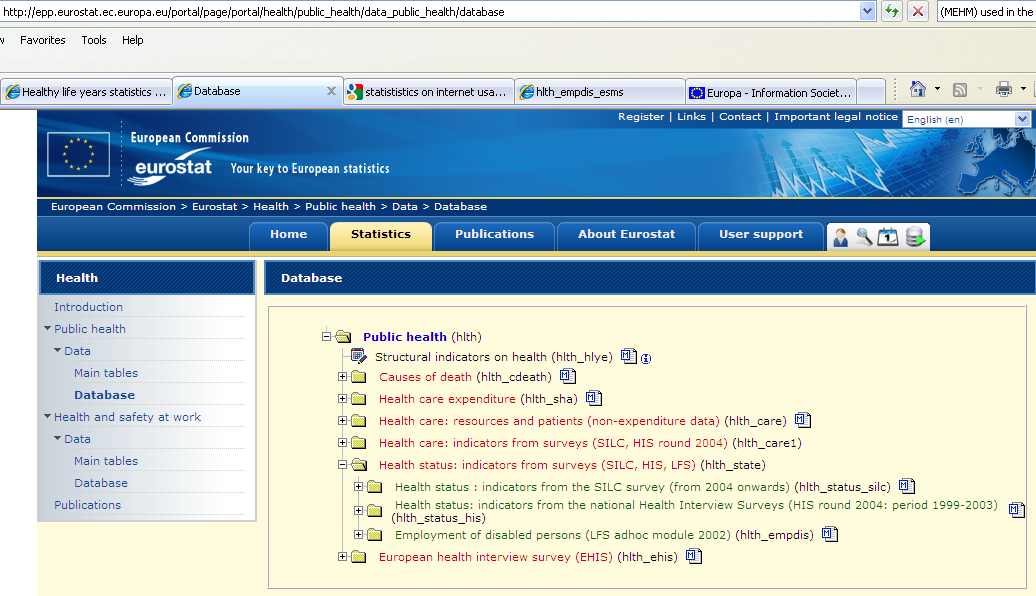 http://epp.eurostat.ec.europa.eu/portal/page/portal/health/public_health/data_public_health/database
(MEHM) used in the
Favorites Tools Help
Healthy life years statistics ...
Database
statististics on internet usa...
hlth_empdis_esms
Europa - Information Societ...
Register | Links | Contact | Important legal notice
English (en)
European Commission
eurostat
Your key to European statistics
European Commission > Eurostat > Health > Public health > Data > Database
Home
Statistics
Publications
About Eurostat
User support
1
Health
Introduction
Public health
Data
Main tables
Database
Health and safety at work
Data
Main tables
Database
Publications
Database
Public health (hlth)
Structural indicators on health (hlth_hlye) M
Causes of death (hlth_cdeath) M
Health care expenditure (hlth_sha) M
Health care: resources and patients (non-expenditure data) (hlth_care) M
Health care: indicators from surveys (SILC, HIS round 2004) (hlth_care1)
Health status: indicators from surveys (SILC, HIS, LFS) (hlth_state)
Health status : indicators from the SILC survey (from 2004 onwards) (hlth_status_silc) M
Health status: indicators from the national Health Interview Surveys (HIS round 2004: period 1999-2003) M
(hlth_status_his)
Employment of disabled persons (LFS adhoc module 2002) (hlth_empdis) M
European health interview survey (EHIS) (hlth_ehis) M